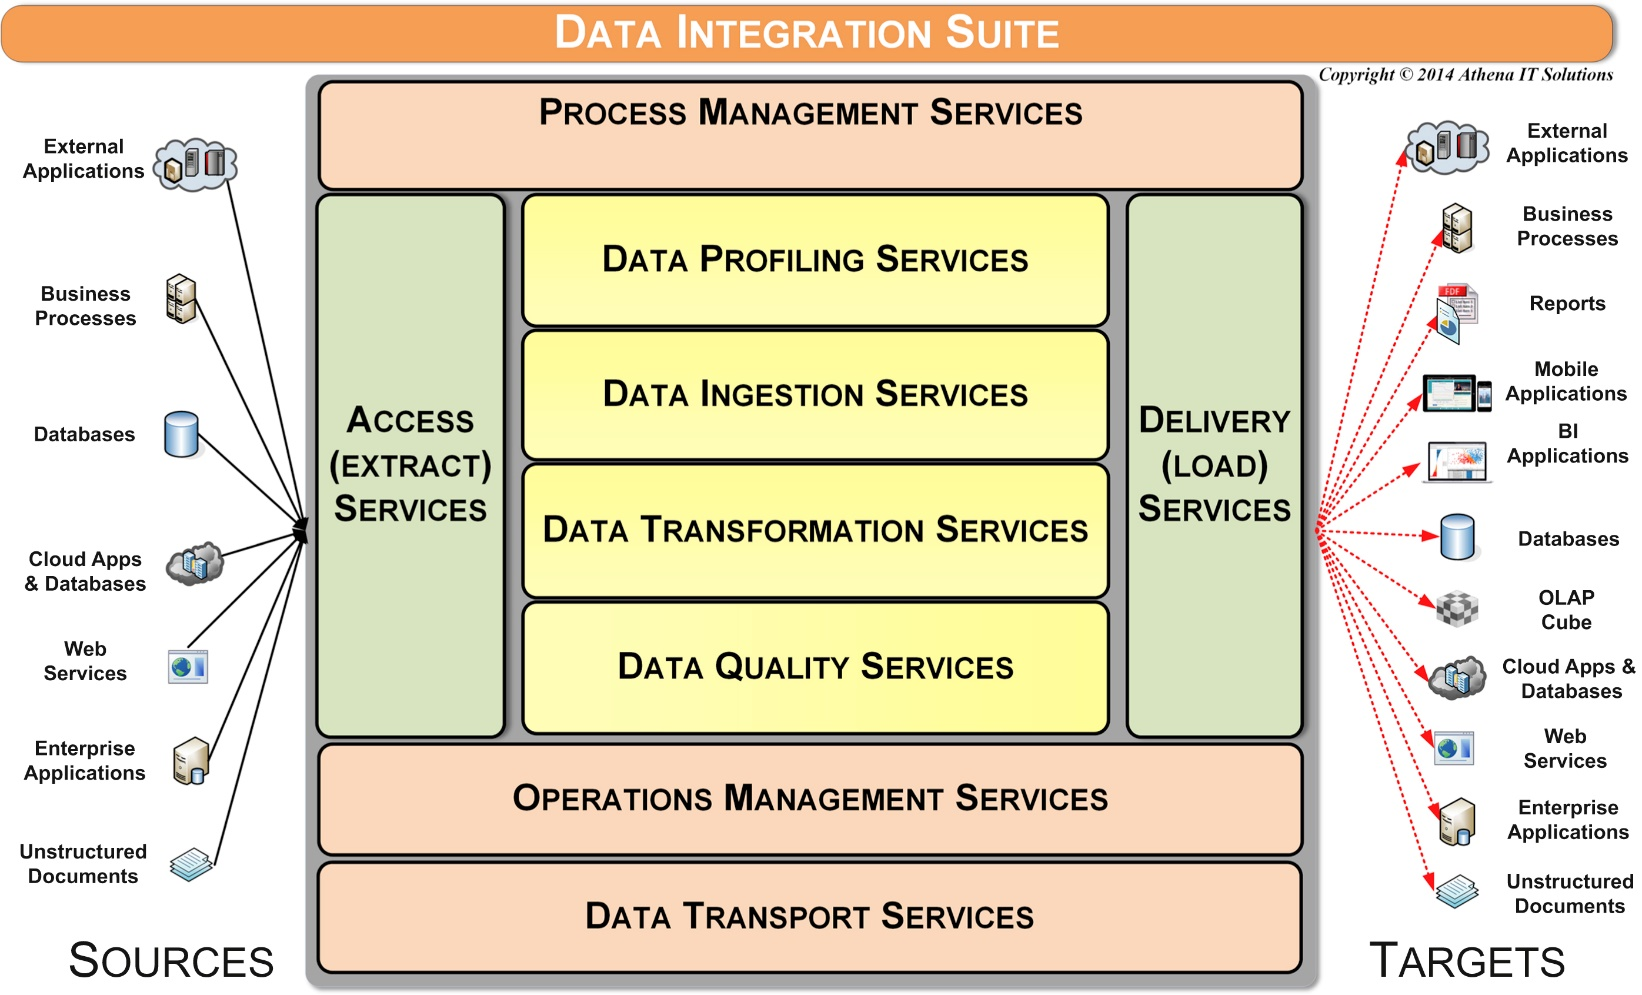 DATA INTEGRATION SUITE
Copyright © 2014 Athena IT Solutions
External
Applications
Business
Processes
Databases
Cloud Apps
& Databases
Web
Services
Enterprise
Applications
Unstructured
Documents
SOURCES
PROCESS MANAGEMENT SERVICES
ACCESS
(EXTRACT)
SERVICES
DATA PROFILING SERVICES
DATA INGESTION SERVICES
DATA TRANSFORMATION SERVICES
DATA QUALITY SERVICES
DELIVERY
(LOAD)
SERVICES
OPERATIONS MANAGEMENT SERVICES
DATA TRANSPORT SERVICES
External
Applications
Business
Processes
PDF
Reports
Mobile
Applications
BI
Applications
Databases
OLAP
Cube
Cloud Apps &
Databases
Web
Services
Enterprise
Applications
Unstructured
Documents
TARGETS